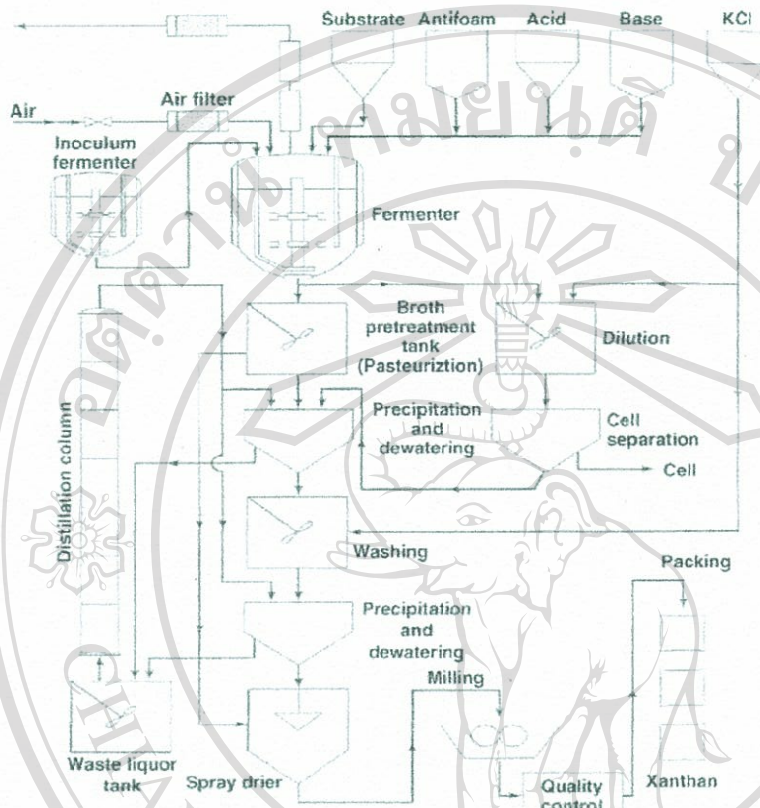 Substrate Antifoam Acid Base KCl
Air
Air filter
Inoculum
fermenter
Fermenter
Broth
pretreatment
tank
(Pasteuriztion)
Dilution
Precipitation
and
dewatering
Cell
separation
Cell
Distillation column
Washing
Packing
Precipitation
and
dewatering
Milling
Waste liquor
tank
Spray drier
Quality
control
Xanthan